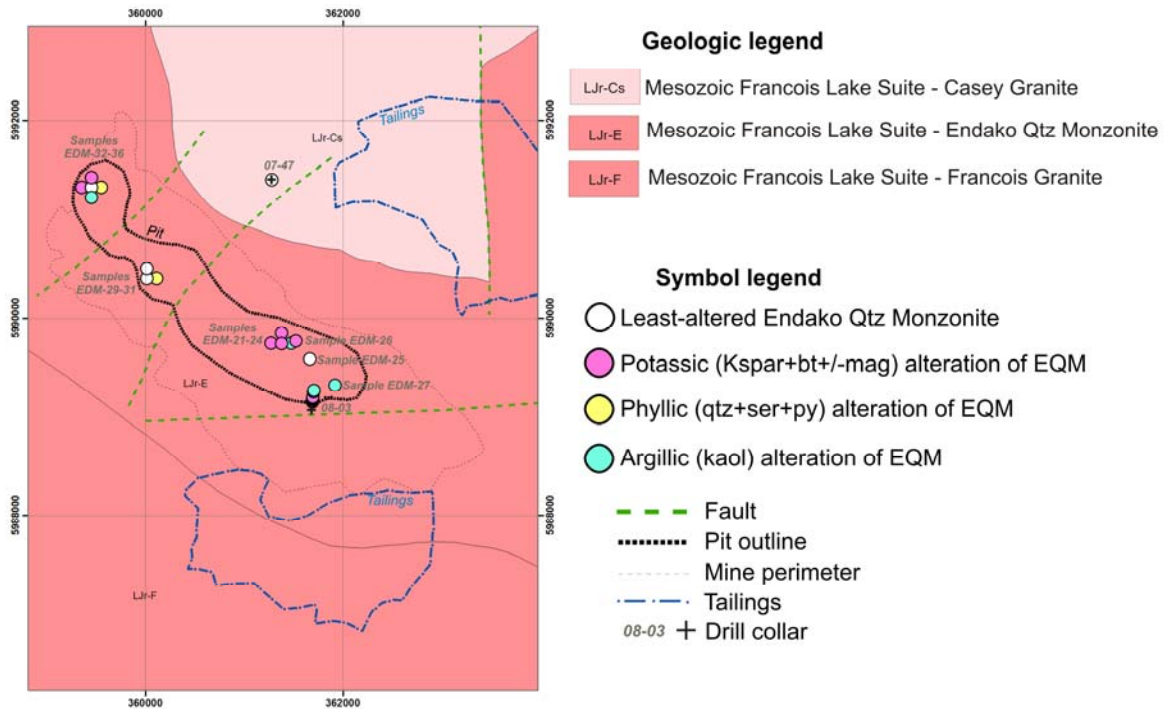 360000
362000
Geologic legend
LJr-Cs
Mesozoic Francois Lake Suite - Casey Granite
LJr-E
Mesozoic Francois Lake Suite - Endako Qtz Monzonite
LJr-F
Mesozoic Francois Lake Suite - Francois Granite
5992000
5992000
Tailings
LJr-Cs
Samples
EDM-32-36
07-47
Pit
Samples
EDM-29-31
5990000
5990000
Samples
EDM-21-24
Sample EDM-26
Sample EDM-25
LJr-E
Sample EDM-27
08-03
5988000
5988000
Tailings
LJr-F
360000
362000
Symbol legend
Least-altered Endako Qtz Monzonite
Potassic (Kspar+bt+/-mag) alteration of EQM
Phyllic (qtz+ser+py) alteration of EQM
Argillic (kaol) alteration of EQM
Fault
Pit outline
Mine perimeter
Tailings
08-03
Drill collar